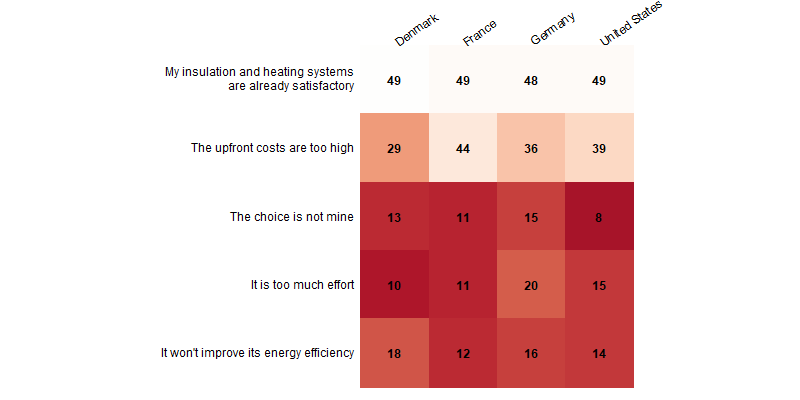 Denmark France Germany United States
My insulation and heating systems
are already satisfactory 49 49 48 49
The upfront costs are too high 29 44 36 39
The choice is not mine 13 11 15 8
It is too much effort 10 11 20 15
It won't improve its energy efficiency 18 12 16 14